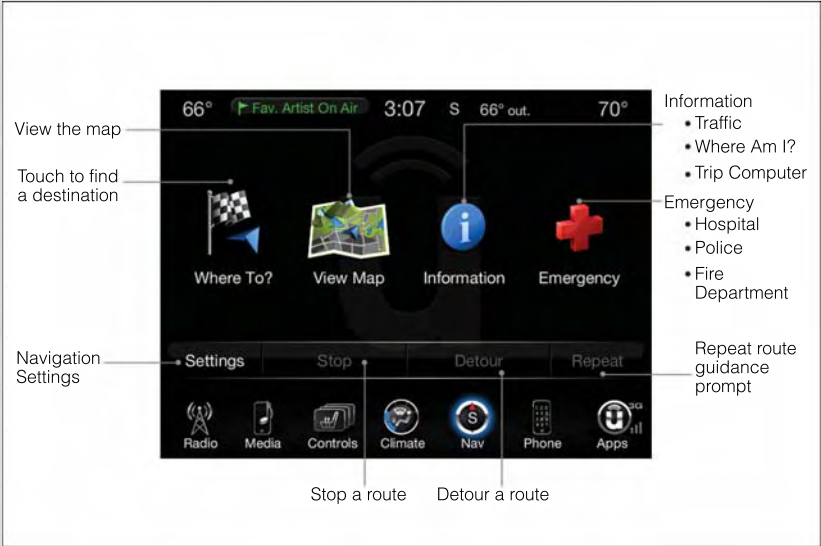 View the map
Touch to find
a destination
Navigation
Settings
66° Fav. Artist On Air 3:07 S 66° out. 70°
Where To? View Map Information Emergency
Settings Stop Detour Repeat
Radio Media Controls Climate S Nav Phone Apps 3G
Information
• Traffic
• Where Am I?
• Trip Computer
Emergency
• Hospital
• Police
• Fire
Department
Repeat route
guidance
prompt
Stop a route Detour a route